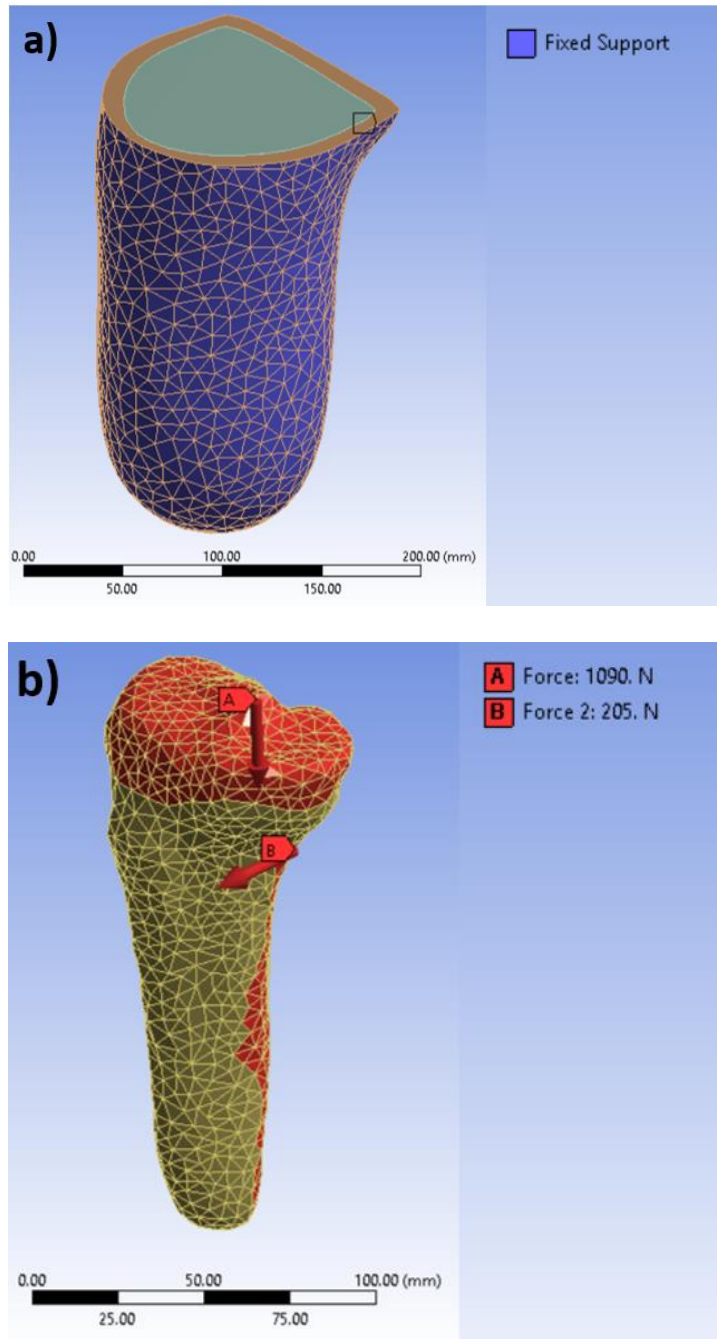 a)
Fixed Support
0.00 100.00 200.00 (mm)
50.00 150.00
b)
A Force: 1090. N
B Force 2: 205. N
A
B
0.00 50.00 100.00 (mm)
25.00 75.00